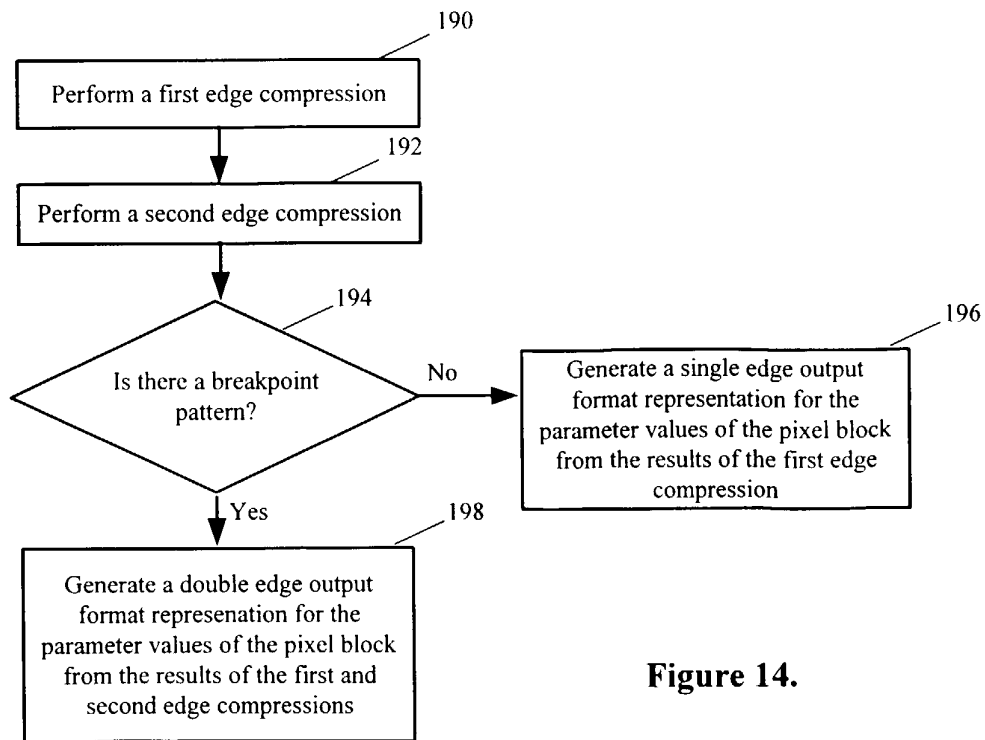 190
Perform a first edge compression
192
Perform a second edge compression
194
Is there a breakpoint
pattern?
No
196
Generate a single edge output
format representation for the
parameter values of the pixel block
from the results of the first edge
compression
Yes
198
Generate a double edge output
format represenation for the
parameter values of the pixel block
from the results of the first and
second edge compressions
Figure 14.